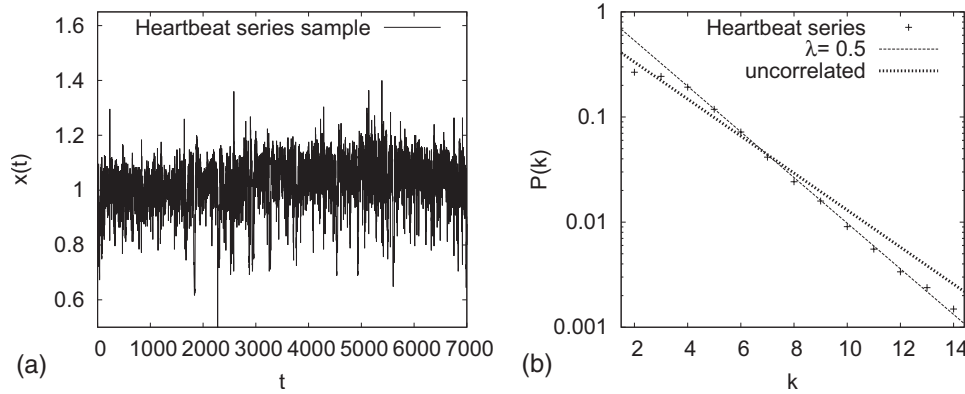 1.6
1.4
1.2
1
0.8
0.6
x(t)
Heartbeat series sample
0 1000 2000 3000 4000 5000 6000 7000
t
(a)
1
0.1
0.01
0.001
P(k)
Heartbeat series
λ= 0.5
uncorrelated
2 4 6 8 10 12 14
k
(b)